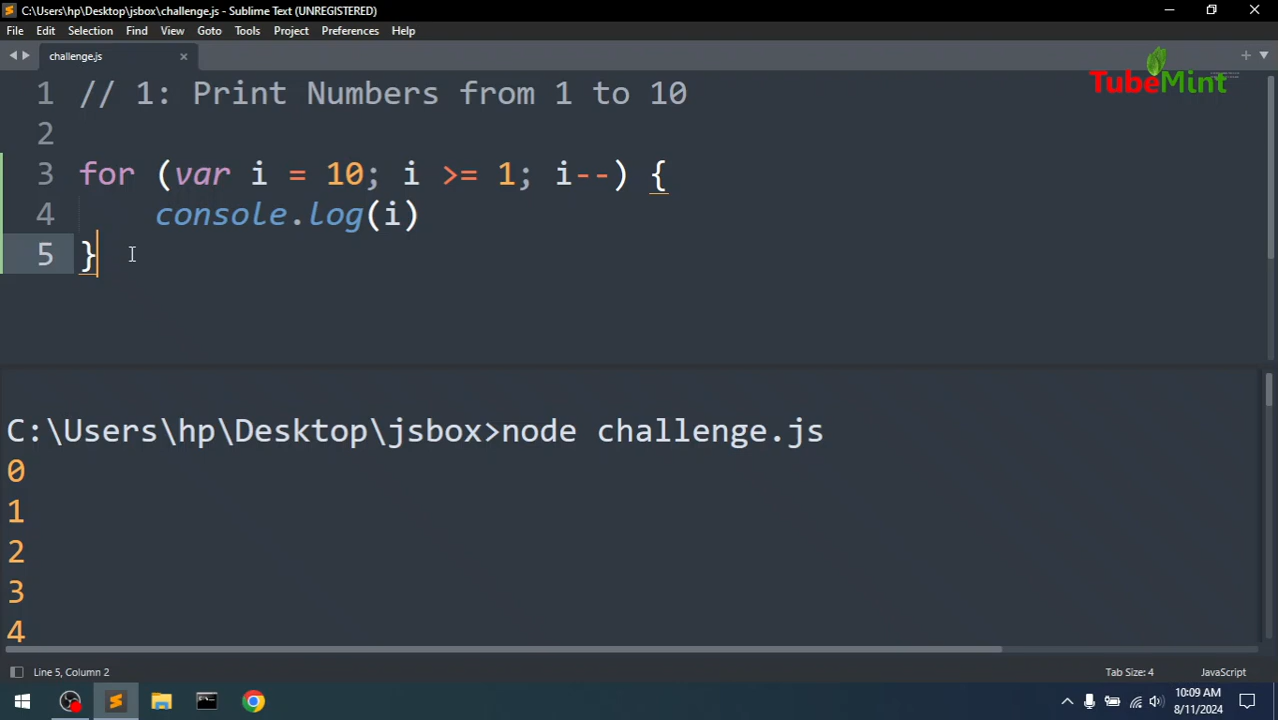 C:\Users\hp\Desktop\jsbox\challenge.js - Sublime Text (UNREGISTERED)
File Edit Selection Find View Goto Tools Project Preferences Help
challenge.js
TubeMint
1 // 1: Print Numbers from 1 to 10
2
3 for (var i = 10; i >= 1; i--) {
4     console.log(i)
5 }
C:\Users\hp\Desktop\jsbox>node challenge.js
0
1
2
3
4
Line 5, Column 2 Tab Size: 4 JavaScript
10:09 AM
8/11/2024